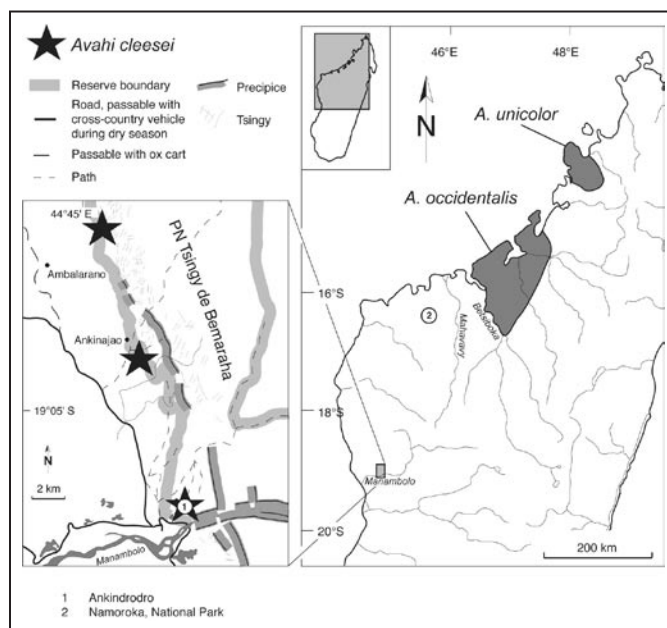 Avahi cleesei
Reserve boundary
Road, passable with
cross-country vehicle
during dry season
Passable with ox cart
Path
Precipice
Tsingy
44°45' E
Ambalarano
Ankinajao
PN Tsingy de Bemaraha
19°05' S
N
2 km
Manambolo
1
46°E
48°E
N
A. unicolor
A. occidentalis
16°S
2
Mahavavy
Betsiboka
18°S
Manambolo
20°S
200 km
1 Ankindrodro
2 Namoroka, National Park